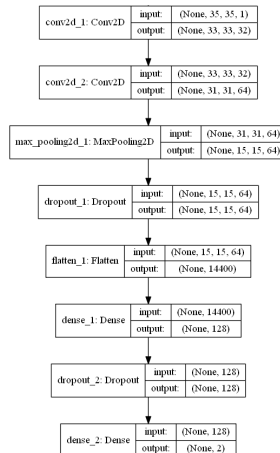 conv2d_1: Conv2D
input: (None, 35, 35, 1)
output: (None, 33, 33, 32)
conv2d_2: Conv2D
input: (None, 33, 33, 32)
output: (None, 31, 31, 64)
max_pooling2d_1: MaxPooling2D
input: (None, 31, 31, 64)
output: (None, 15, 15, 64)
dropout_1: Dropout
input: (None, 15, 15, 64)
output: (None, 15, 15, 64)
flatten_1: Flatten
input: (None, 15, 15, 64)
output: (None, 14400)
dense_1: Dense
input: (None, 14400)
output: (None, 128)
dropout_2: Dropout
input: (None, 128)
output: (None, 128)
dense_2: Dense
input: (None, 128)
output: (None, 2)